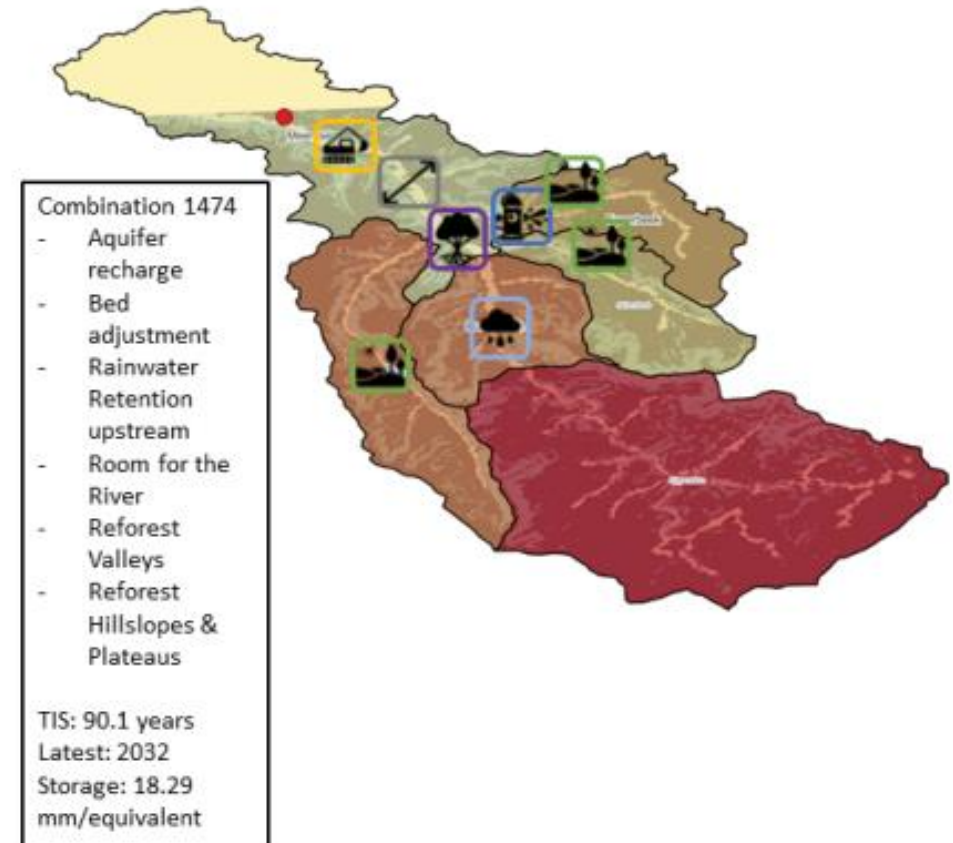 Combination 1474
- Aquifer
recharge
- Bed
adjustment
- Rainwater
Retention
upstream
- Room for the
River
- Reforest
Valleys
- Reforest
Hillslopes &
Plateaus
TIS: 90.1 years
Latest: 2032
Storage: 18.29
mm/equivalent